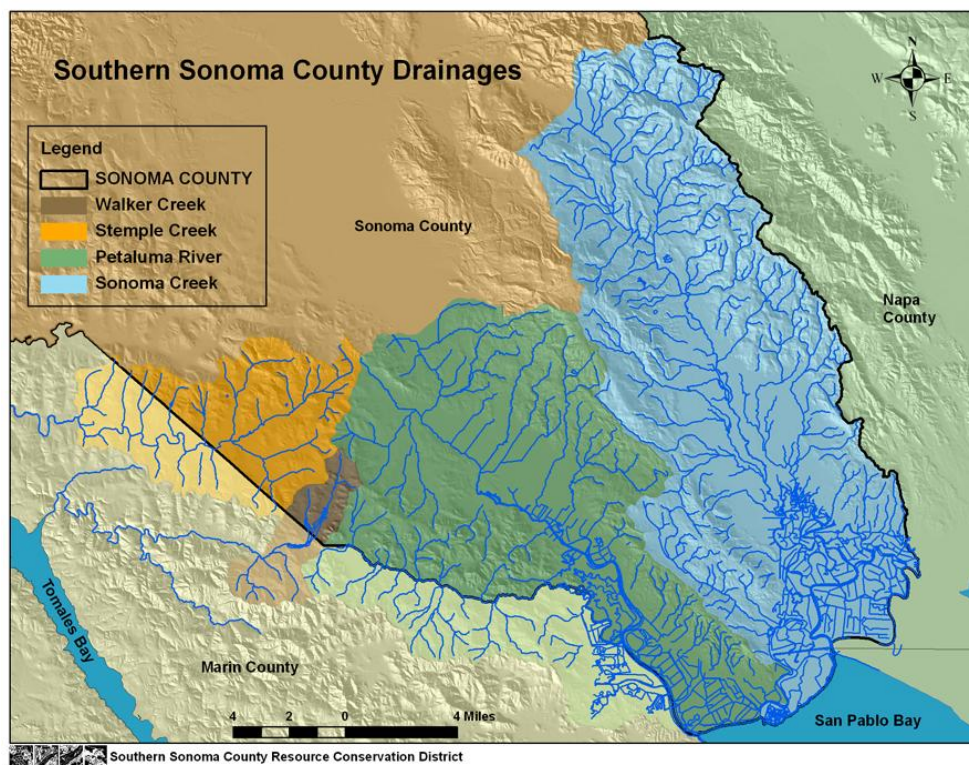 Southern Sonoma County Drainages
N
W E
S
Legend
SONOMA COUNTY
Walker Creek
Stemple Creek
Petaluma River
Sonoma Creek
Sonoma County
Napa
County
Tomales Bay
Marin County
4 2 0 4 Miles
San Pablo Bay
Southern Sonoma County Resource Conservation District